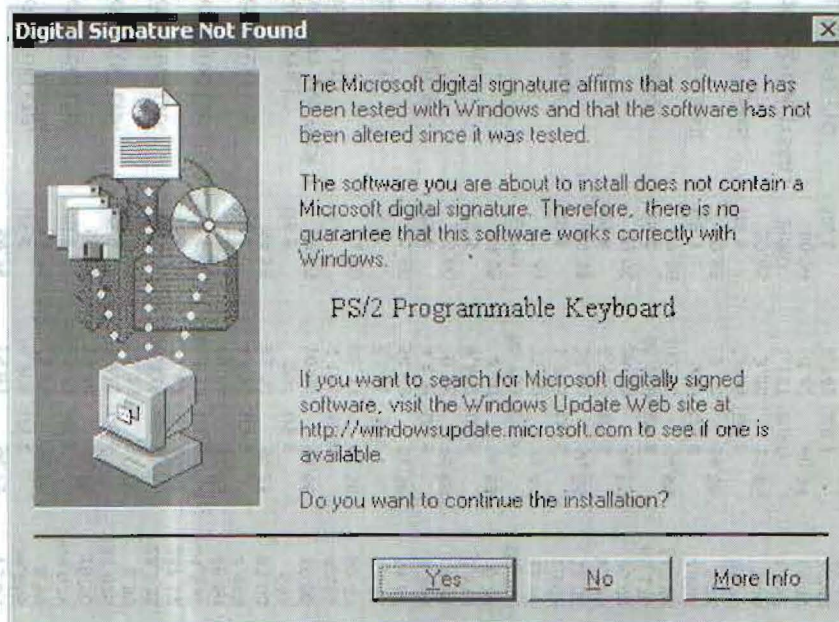 Digital Signature Not Found
The Microsoft digital signature affirms that software has
been tested with Windows and that the software has not
been altered since it was tested.
The software you are about to install does not contain a
Microsoft digital signature. Therefore, there is no
guarantee that this software works correctly with
Windows.
PS/2 Programmable Keyboard
If you want to search for Microsoft digitally signed
software, visit the Windows Update Web site at
http://windowsupdate.microsoft.com to see if one is
available.
Do you want to continue the installation?
Yes
No
More Info